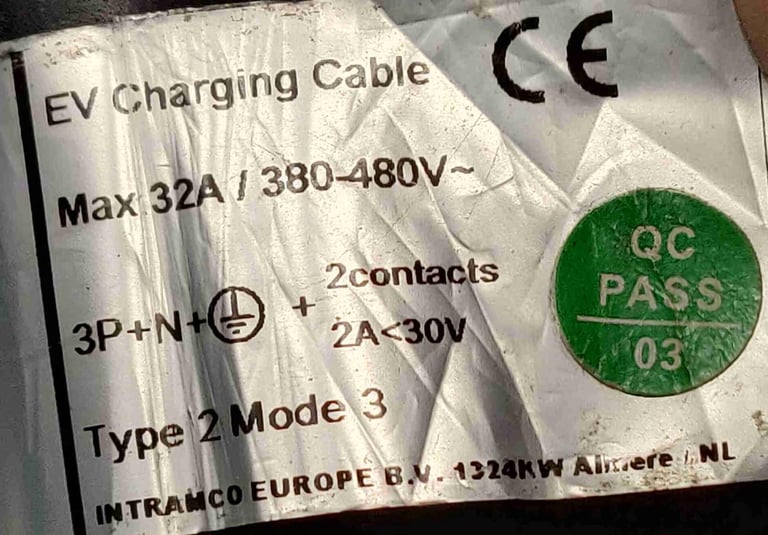 EV Charging Cable
CE
Max 32A / 380-480V~
3P+N+⏚ + 2contacts
2A<30V
Type 2 Mode 3
INTRAMCO EUROPE B.V. 1324KW Almere / NL
QC
PASS
03